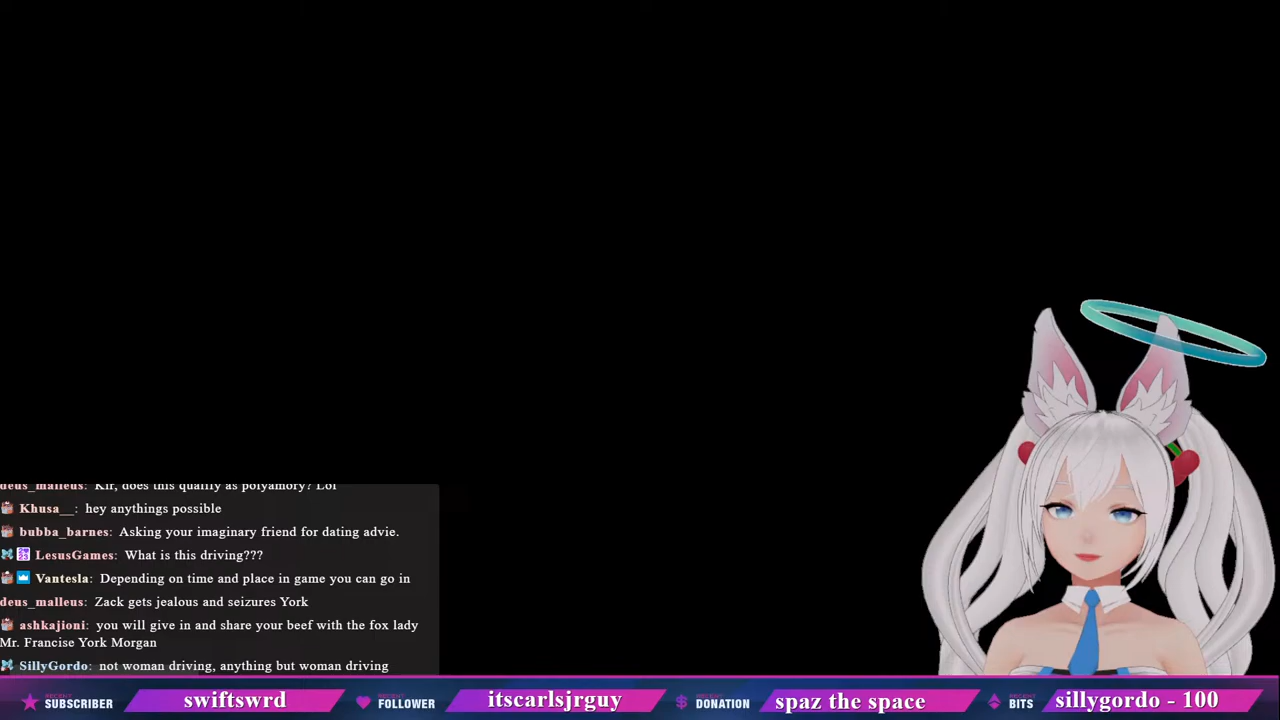 deus_malleus: Kir, does this qualify as polyamory? Lol
Khusa__: hey anythings possible
bubba_barnes: Asking your imaginary friend for dating advie.
LesusGames: What is this driving???
Vantesla: Depending on time and place in game you can go in
deus_malleus: Zack gets jealous and seizures York
ashkajioni: you will give in and share your beef with the fox lady
Mr. Francise York Morgan
SillyGordo: not woman driving, anything but woman driving
RECENT SUBSCRIBER swiftswrd RECENT FOLLOWER itscarlsjrguy RECENT DONATION spaz the space RECENT BITS sillygordo - 100